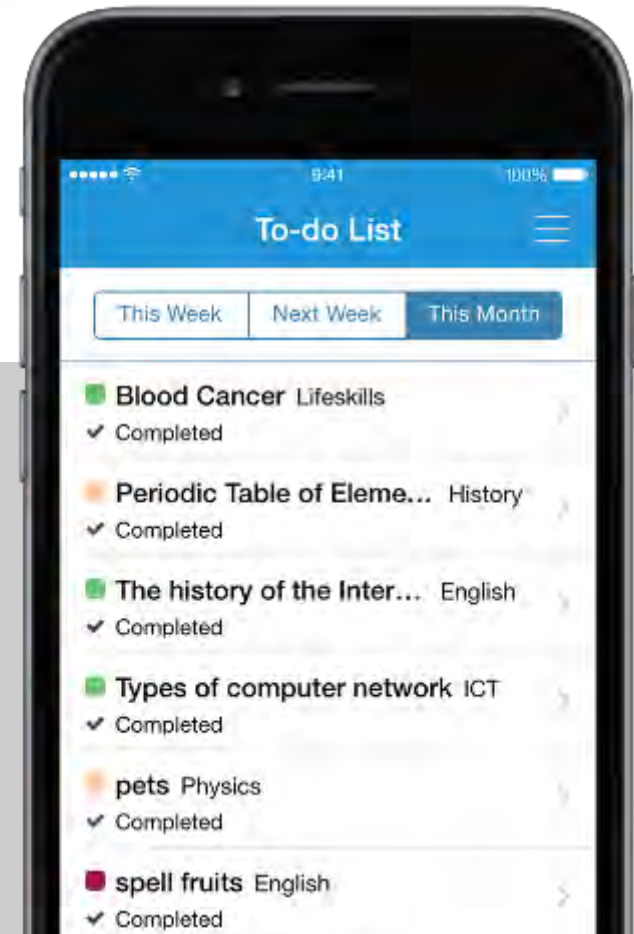 9:41 100%
To-do List
This Week Next Week This Month
Blood Cancer Lifeskills
Completed
Periodic Table of Eleme... History
Completed
The history of the Inter... English
Completed
Types of computer network ICT
Completed
pets Physics
Completed
spell fruits English
Completed